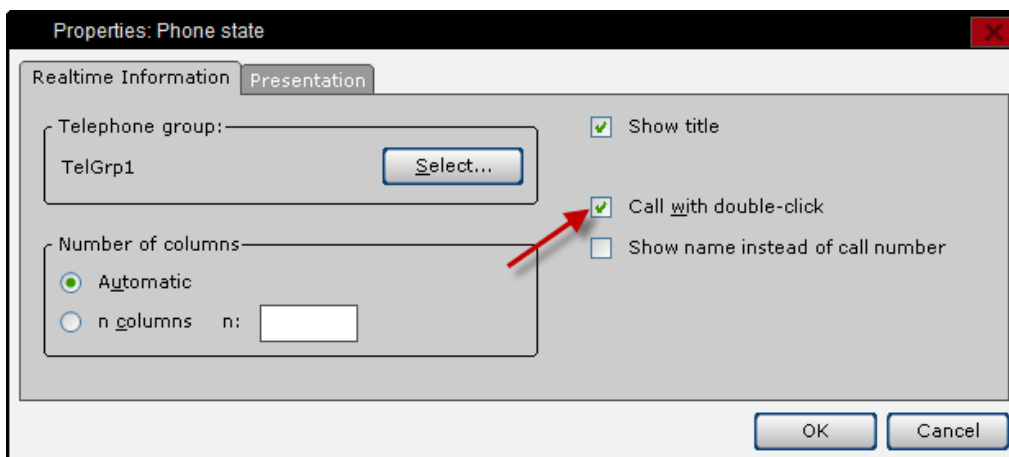 Properties: Phone state
Realtime Information
Presentation
Telephone group:
TelGrp1
Select...
Show title
Call with double-click
Show name instead of call number
Number of columns
Automatic
n columns n:
OK
Cancel